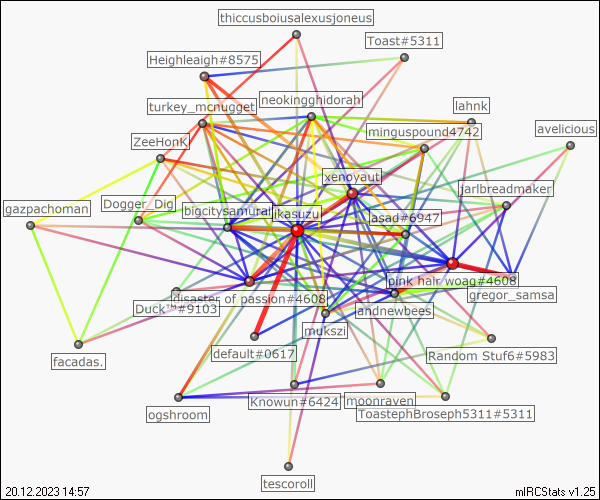 thiccusboiusalexusjoneus
Toast#5311
Heighleaigh#8575
turkey_mcnugget
neokingghidorah
lahnk
minguspound4742
avelicious
ZeeHonK
xenoyaut
jarlbreadmaker
gazpachoman
Dogger_Dig
bigcitysamurai
jikasuzu
asad#6947
pink hair woag#4608
gregor_samsa
disaster of passion#4608
Duck™#9103
andnewbees
mukszi
facadas.
default#0617
Random Stuf6#5983
ogshroom
Knowun#6424
moonraven
ToastephBroseph5311#5311
tescoroll
20.12.2023 14:57
mIRCStats v1.25